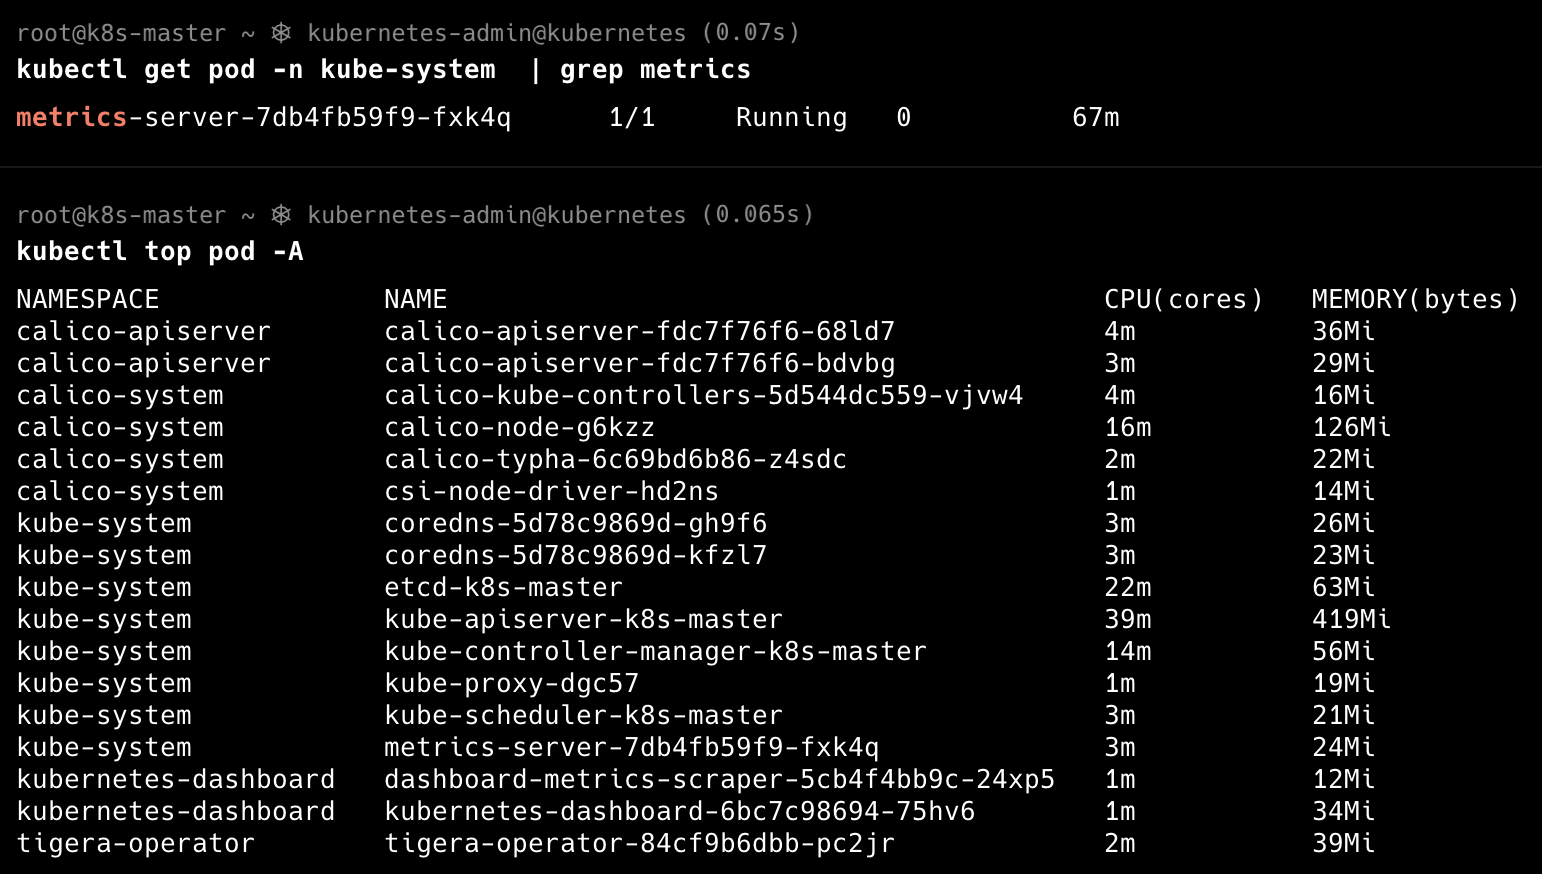 root@k8s-master ~ ⎈ kubernetes-admin@kubernetes (0.07s)
kubectl get pod -n kube-system  | grep metrics
metrics-server-7db4fb59f9-fxk4q      1/1     Running   0          67m
root@k8s-master ~ ⎈ kubernetes-admin@kubernetes (0.065s)
kubectl top pod -A
NAMESPACE              NAME                                         CPU(cores)   MEMORY(bytes)
calico-apiserver       calico-apiserver-fdc7f76f6-68ld7             4m           36Mi
calico-apiserver       calico-apiserver-fdc7f76f6-bdvbg             3m           29Mi
calico-system          calico-kube-controllers-5d544dc559-vjvw4     4m           16Mi
calico-system          calico-node-g6kzz                            16m          126Mi
calico-system          calico-typha-6c69bd6b86-z4sdc                2m           22Mi
calico-system          csi-node-driver-hd2ns                        1m           14Mi
kube-system            coredns-5d78c9869d-gh9f6                     3m           26Mi
kube-system            coredns-5d78c9869d-kfzl7                     3m           23Mi
kube-system            etcd-k8s-master                              22m          63Mi
kube-system            kube-apiserver-k8s-master                    39m          419Mi
kube-system            kube-controller-manager-k8s-master           14m          56Mi
kube-system            kube-proxy-dgc57                             1m           19Mi
kube-system            kube-scheduler-k8s-master                    3m           21Mi
kube-system            metrics-server-7db4fb59f9-fxk4q              3m           24Mi
kubernetes-dashboard   dashboard-metrics-scraper-5cb4f4bb9c-24xp5   1m           12Mi
kubernetes-dashboard   kubernetes-dashboard-6bc7c98694-75hv6        1m           34Mi
tigera-operator        tigera-operator-84cf9b6dbb-pc2jr             2m           39Mi